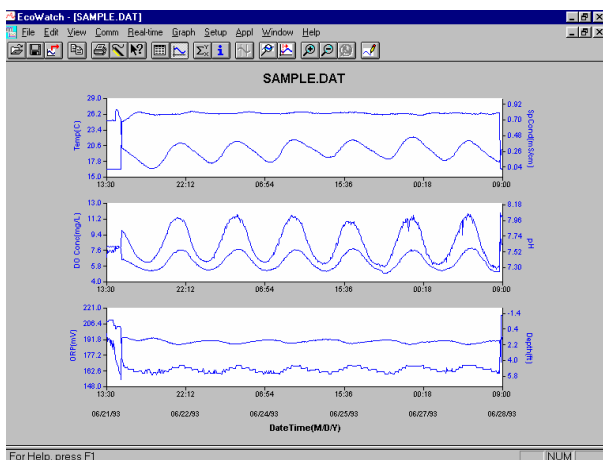 EcoWatch - [SAMPLE.DAT]
File Edit View Comm Real-time Graph Setup Appl Window Help
SAMPLE.DAT
29.0
26.2
23.4
20.6
17.8
15.0
Temp(C)
0.92
0.70
0.48
0.26
0.04
SpCond(mS/cm)
13:30 22:12 06:54 15:36 00:18 09:00
13.0
11.2
9.4
7.6
5.8
4.0
DO Conc(mg/L)
8.18
7.96
7.74
7.52
7.30
pH
13:30 22:12 06:54 15:36 00:18 09:00
221.0
206.4
191.8
177.2
162.6
148.0
ORP(mV)
-1.4
0.4
2.2
4.0
5.8
Depth(ft)
13:30 22:12 06:54 15:36 00:18 09:00
06/21/93 06/22/93 06/24/93 06/25/93 06/27/93 06/28/93
DateTime(M/D/Y)
For Help, press F1
NUM